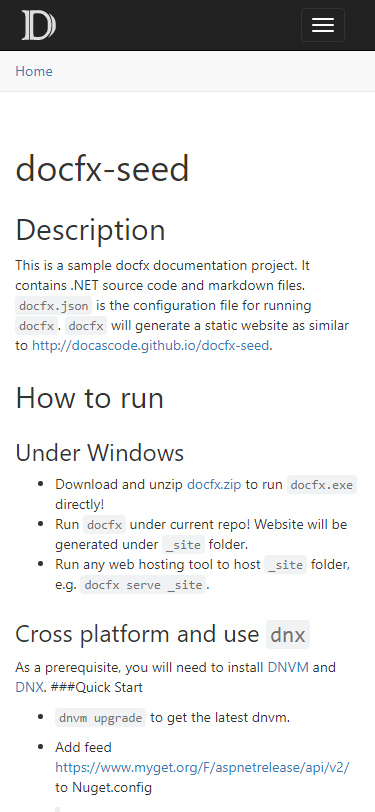 Home
docfx-seed
Description
This is a sample docfx documentation project. It
contains .NET source code and markdown files.
docfx.json is the configuration file for running
docfx. docfx will generate a static website as similar
to http://docascode.github.io/docfx-seed.
How to run
Under Windows
• Download and unzip docfx.zip to run docfx.exe
directly!
• Run docfx under current repo! Website will be
generated under _site folder.
• Run any web hosting tool to host _site folder,
e.g. docfx serve _site.
Cross platform and use dnx
As a prerequisite, you will need to install DNVM and
DNX. ###Quick Start
• dnvm upgrade to get the latest dnvm.
• Add feed
https://www.myget.org/F/aspnetrelease/api/v2/
to Nuget.config